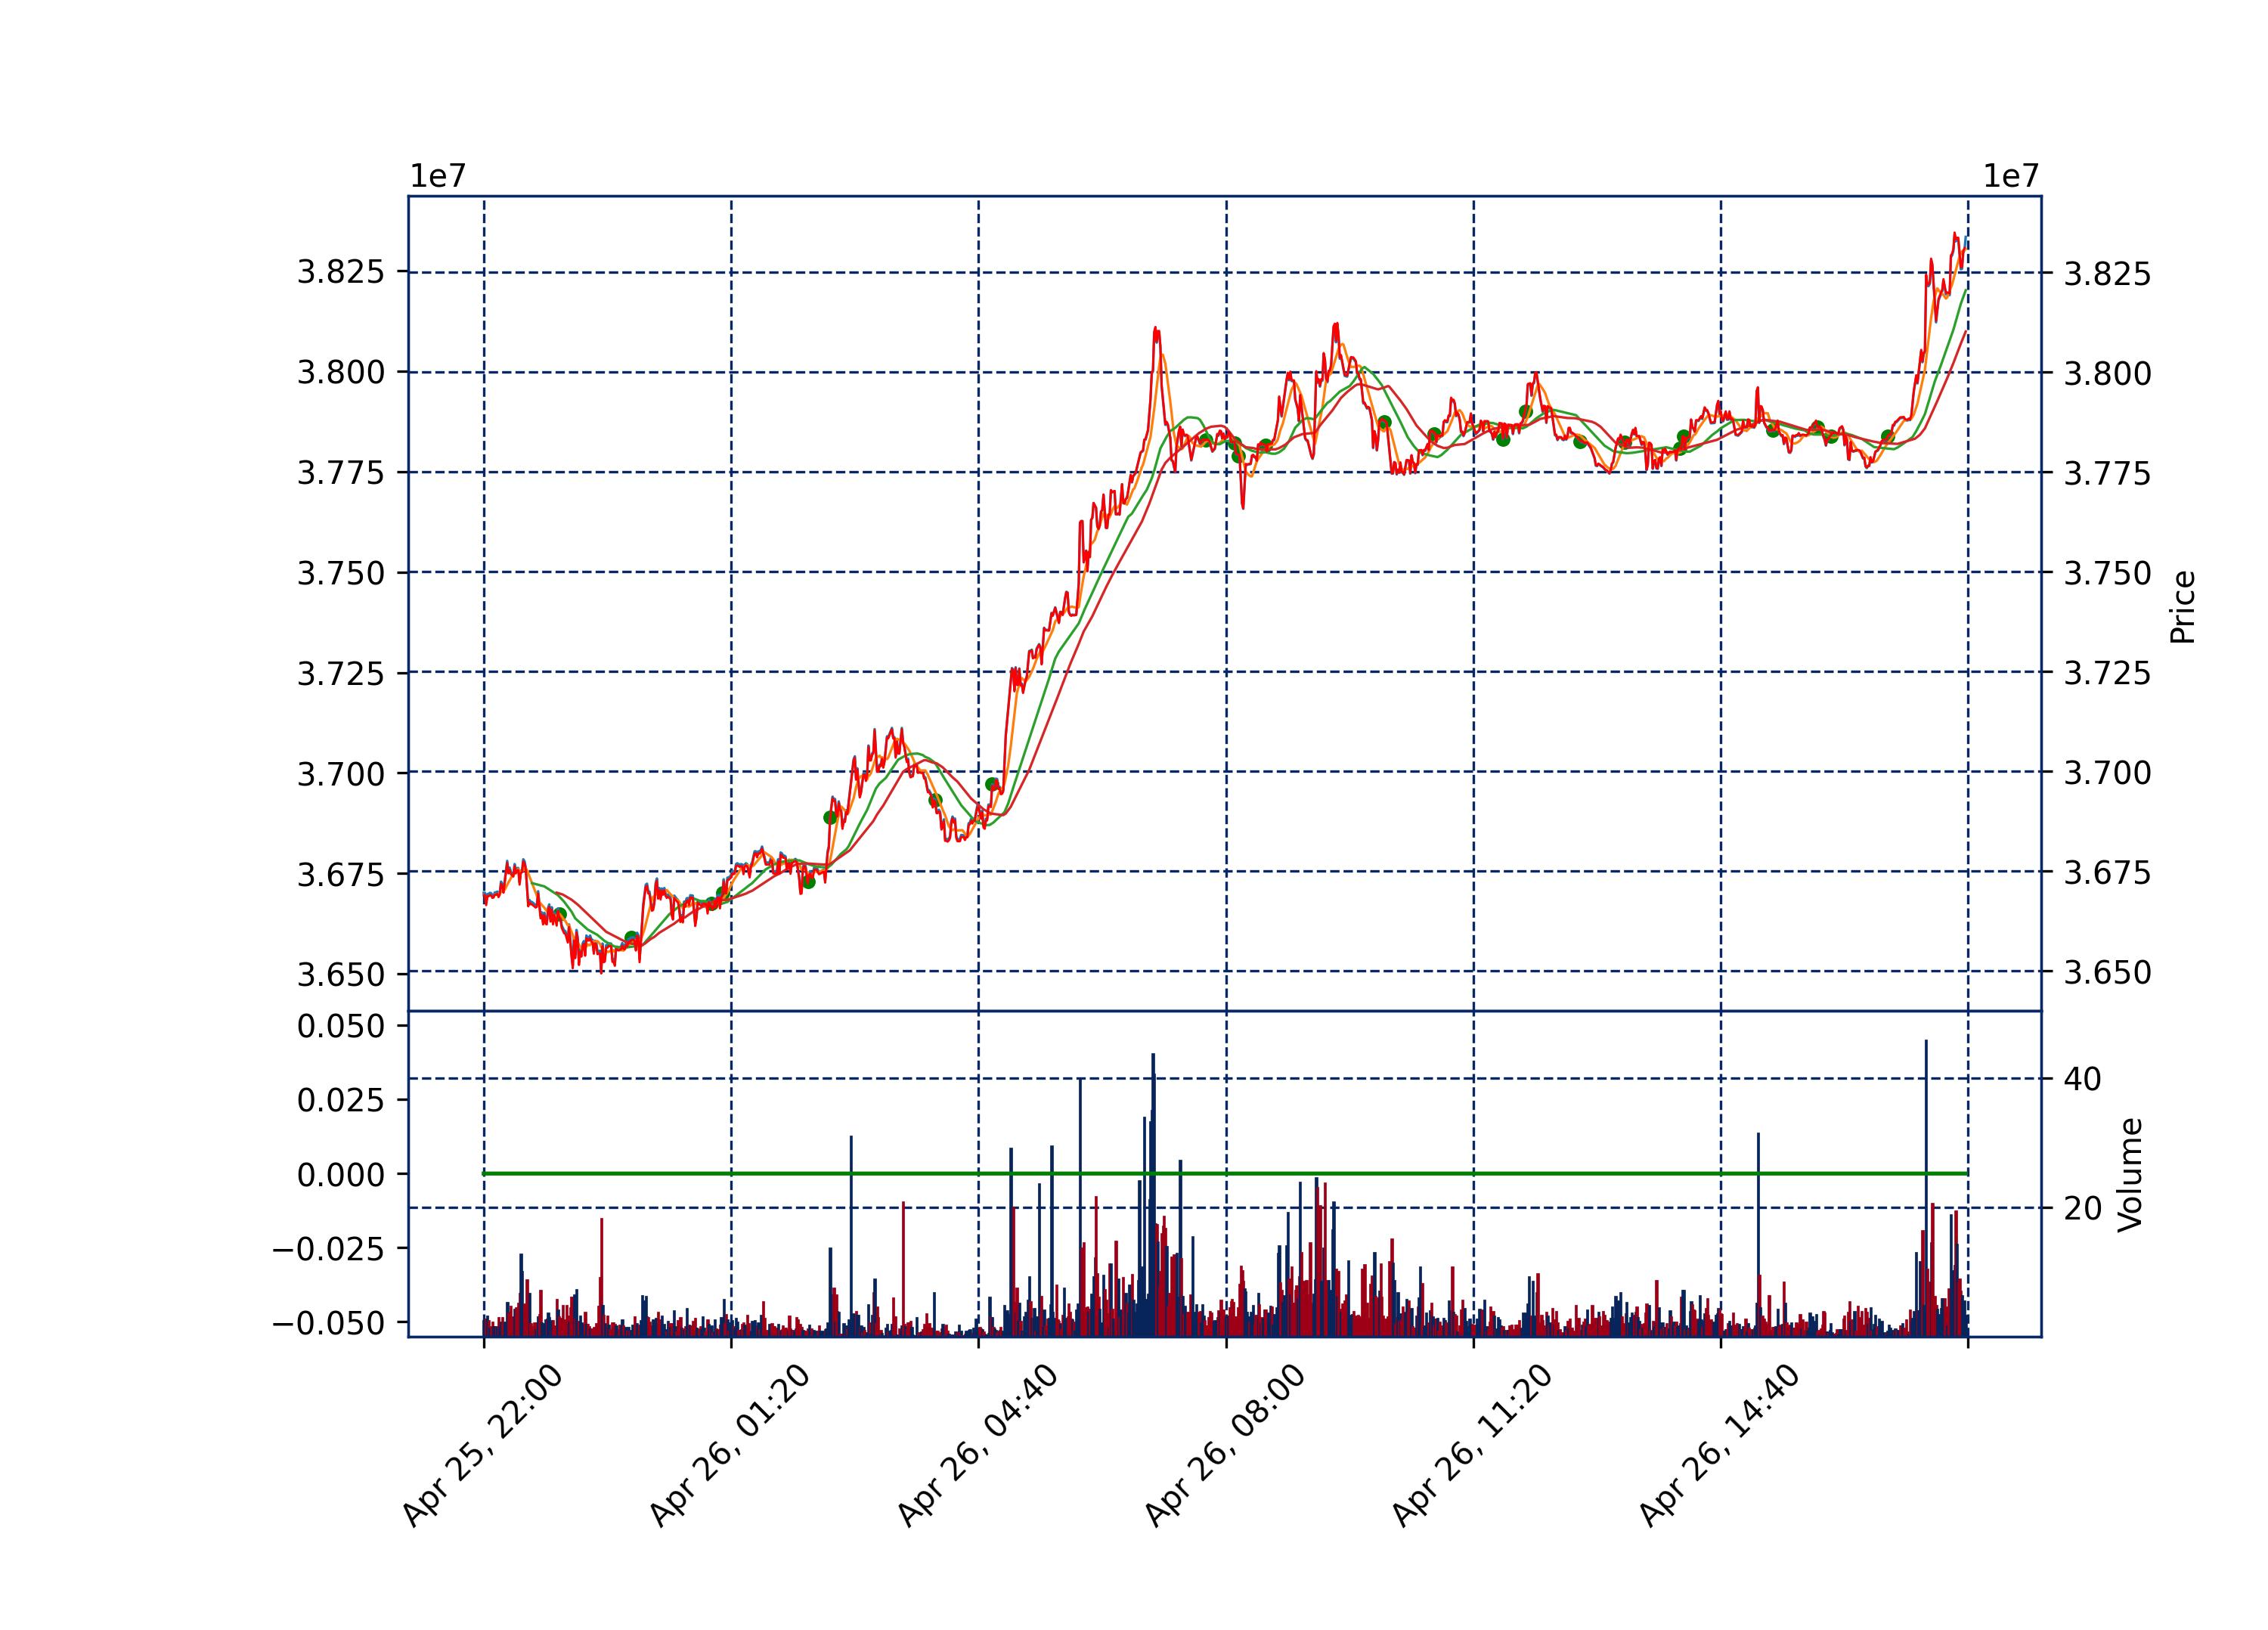 1e7
1e7
3.825
3.800
3.775
3.750
3.725
3.700
3.675
3.650
3.825
3.800
3.775
3.750
3.725
3.700
3.675
3.650
Price
0.050
0.025
0.000
−0.025
−0.050
40
20
Volume
Apr 25, 22:00
Apr 26, 01:20
Apr 26, 04:40
Apr 26, 08:00
Apr 26, 11:20
Apr 26, 14:40